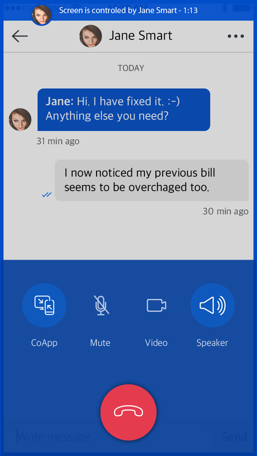 Screen is controled by Jane Smart - 1:13
Jane Smart
TODAY
Jane: Hi. I have fixed it. :-)
Anything else you need?
31 min ago
I now noticed my previous bill
seems to be overchaged too.
30 min ago
CoApp Mute Video Speaker
Write message Send